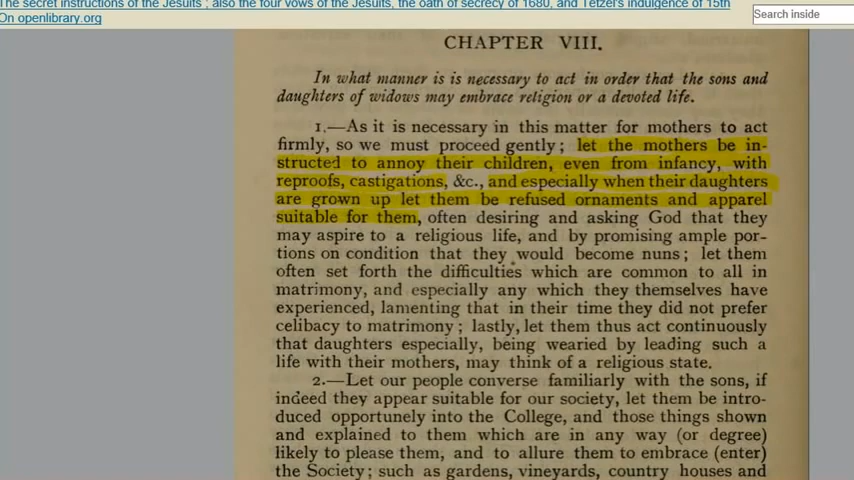 The secret instructions of the Jesuits ; also the four vows of the Jesuits, the oath of secrecy of 1680, and Tetzel's indulgence of 15th
On openlibrary.org
Search inside
CHAPTER VIII.
In what manner is is necessary to act in order that the sons and
daughters of widows may embrace religion or a devoted life.
1.—As it is necessary in this matter for mothers to act
firmly, so we must proceed gently; let the mothers be in-
structed to annoy their children, even from infancy, with
reproofs, castigations, &c., and especially when their daughters
are grown up let them be refused ornaments and apparel
suitable for them, often desiring and asking God that they
may aspire to a religious life, and by promising ample por-
tions on condition that they would become nuns; let them
often set forth the difficulties which are common to all in
matrimony, and especially any which they themselves have
experienced, lamenting that in their time they did not prefer
celibacy to matrimony; lastly, let them thus act continuously
that daughters especially, being wearied by leading such a
life with their mothers, may think of a religious state.
2.—Let our people converse familiarly with the sons, if
indeed they appear suitable for our society, let them be intro-
duced opportunely into the College, and those things shown
and explained to them which are in any way (or degree)
likely to please them, and to allure them to embrace (enter)
the Society; such as gardens, vineyards, country houses and